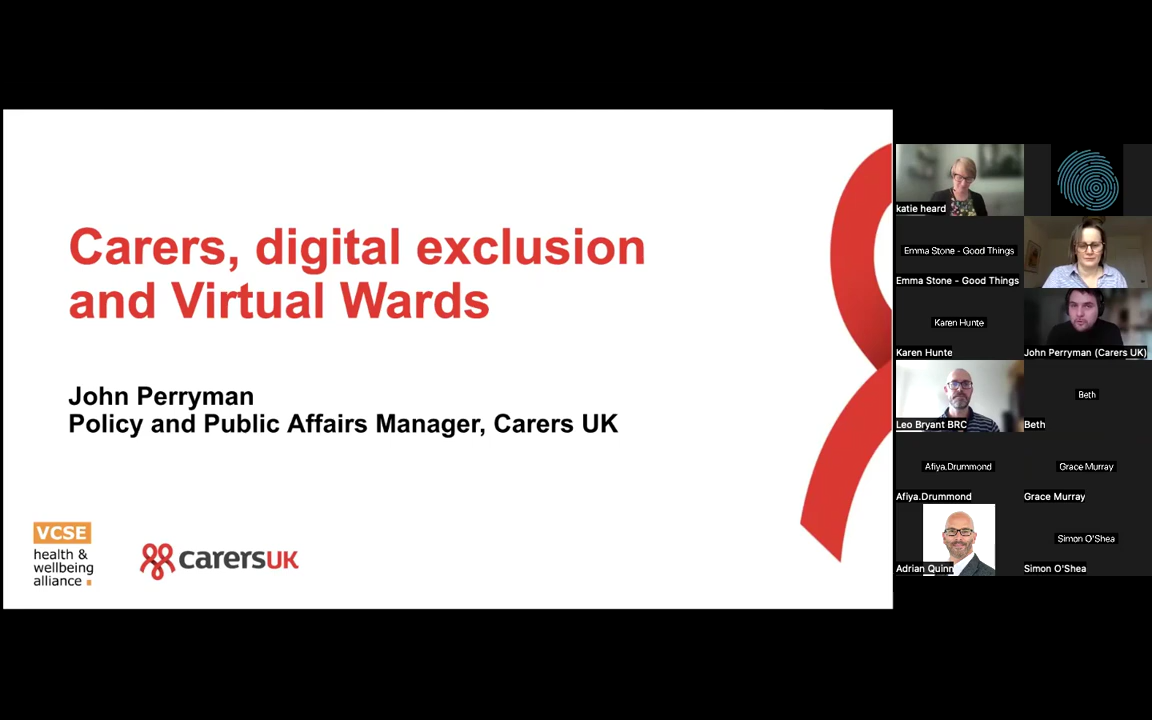 Carers, digital exclusion
and Virtual Wards
John Perryman
Policy and Public Affairs Manager, Carers UK
VCSE
health &
wellbeing
alliance
carersUK
katie heard
Emma Stone - Good Things
Emma Stone - Good Things
Karen Hunte
Karen Hunte
John Perryman (Carers UK)
Leo Bryant BRC
Beth
Beth
Afiya.Drummond
Afiya.Drummond
Grace Murray
Grace Murray
Adrian Quinn
Simon O'Shea
Simon O'Shea